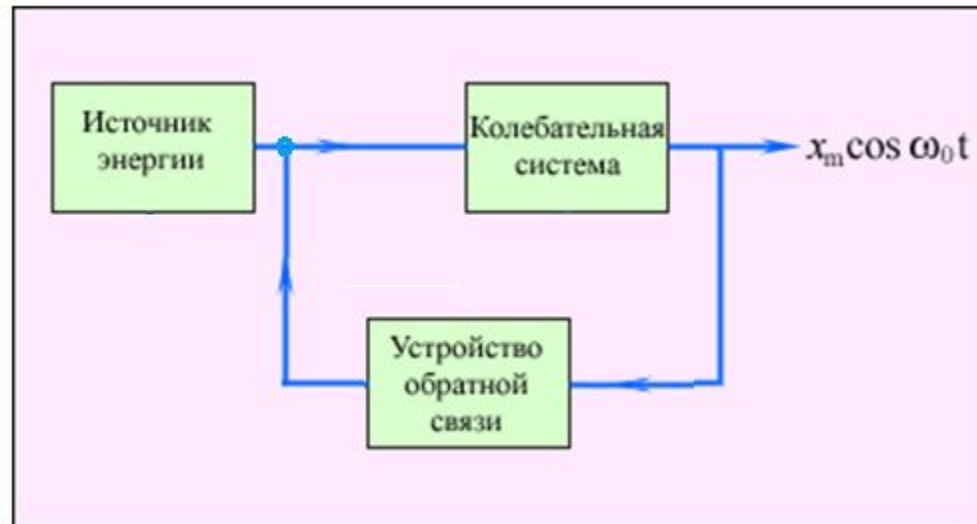 Источник
энергии
Колебательная
система
xₘcos ω₀t
Устройство
обратной
связи